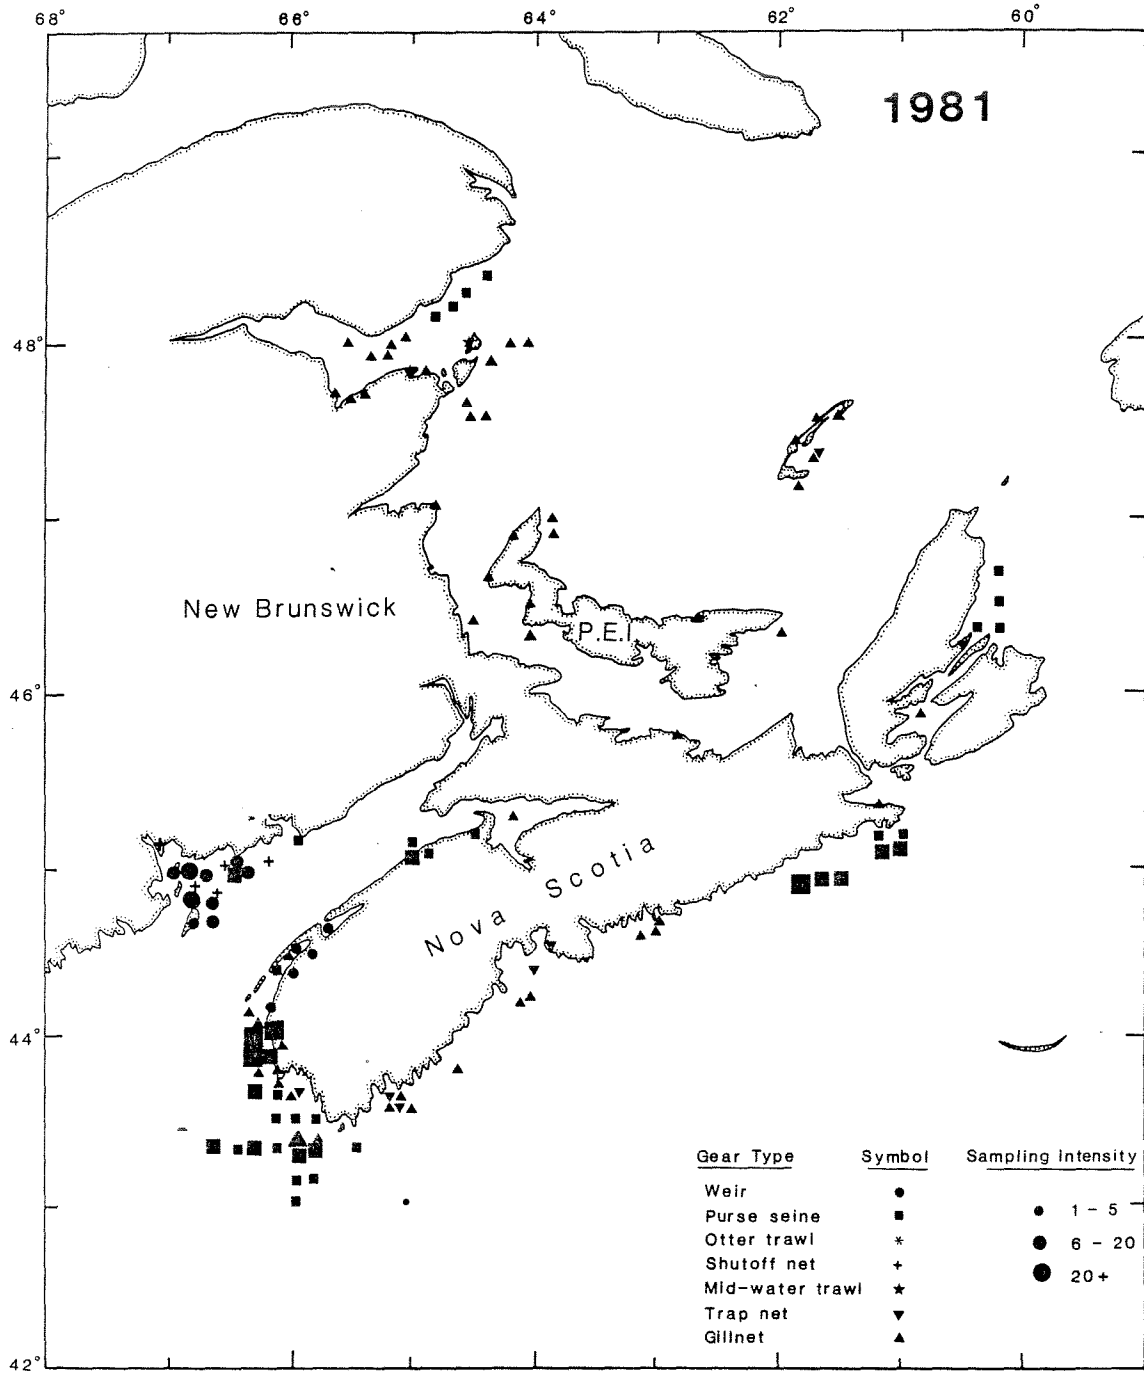 68° 66° 64° 62° 60°
1981
48°
New Brunswick
P.E.I
46°
Nova Scotia
44°
Gear Type Symbol Sampling Intensity
Weir
Purse seine 1 - 5
Otter trawl 6 - 20
Shutoff net 20+
Mid-water trawl
Trap net
Gillnet
42°